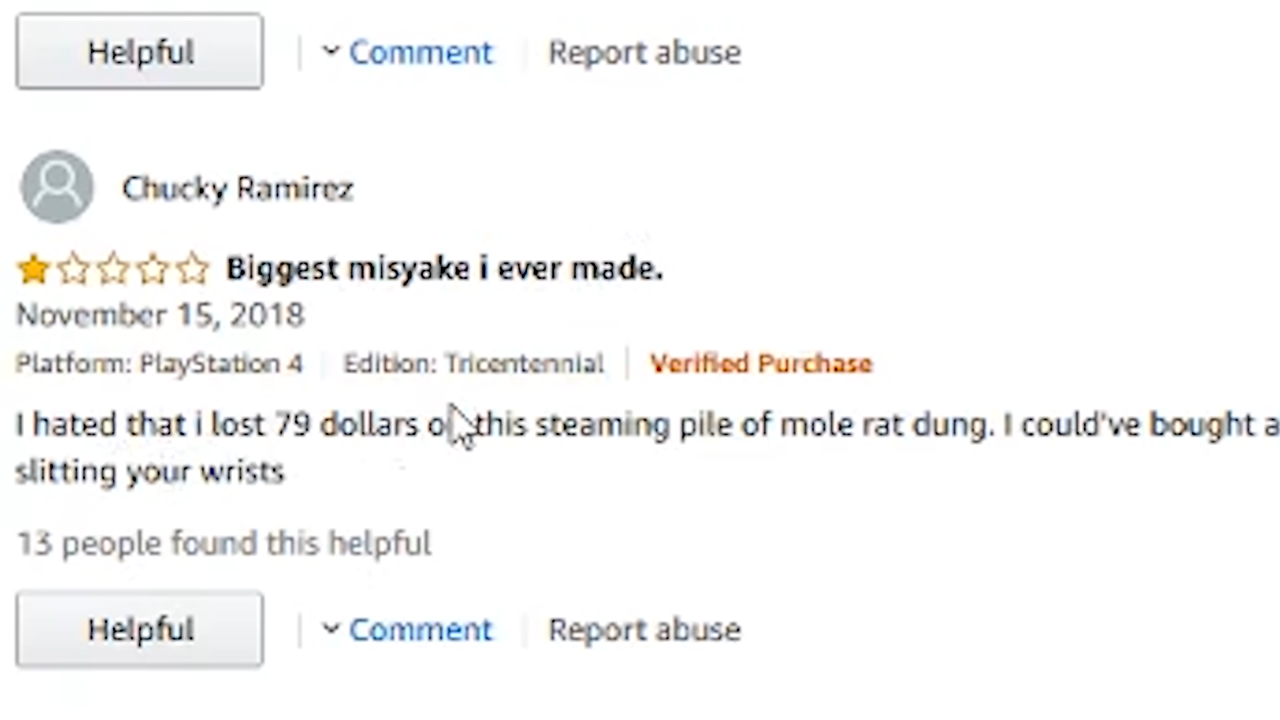 Helpful Comment Report abuse
Chucky Ramirez
Biggest misyake i ever made.
November 15, 2018
Platform: PlayStation 4 Edition: Tricentennial Verified Purchase
I hated that i lost 79 dollars this steaming pile of mole rat dung. I could've bought a
slitting your wrists
13 people found this helpful
Helpful Comment Report abuse